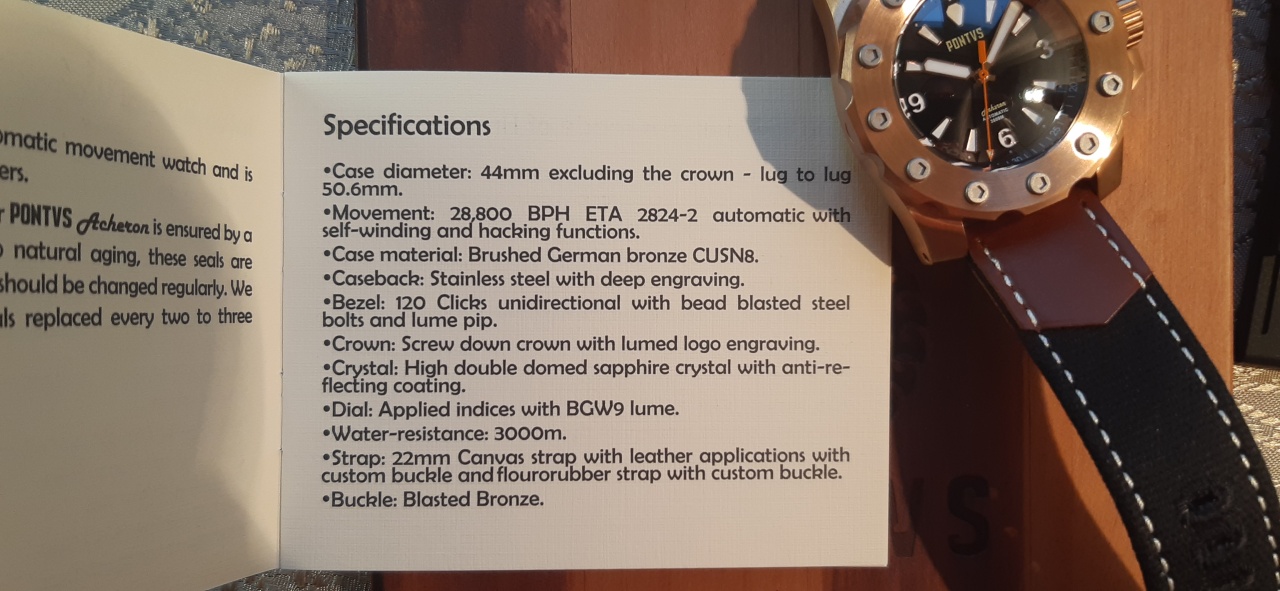 omatic movement watch and is
ers.
r PONTVS Acheron is ensured by a
o natural aging, these seals are
should be changed regularly. We
ls replaced every two to three
Specifications
•Case diameter: 44mm excluding the crown - lug to lug
50.6mm.
•Movement: 28,800 BPH ETA 2824-2 automatic with
self-winding and hacking functions.
•Case material: Brushed German bronze CUSN8.
•Caseback: Stainless steel with deep engraving.
•Bezel: 120 Clicks unidirectional with bead blasted steel
bolts and lume pip.
•Crown: Screw down crown with lumed logo engraving.
•Crystal: High double domed sapphire crystal with anti-re-
flecting coating.
•Dial: Applied indices with BGW9 lume.
•Water-resistance: 3000m.
•Strap: 22mm Canvas strap with leather applications with
custom buckle and flourorubber strap with custom buckle.
•Buckle: Blasted Bronze.
PONTVS
3
9
6
Acheron
AUTOMATIC
VS